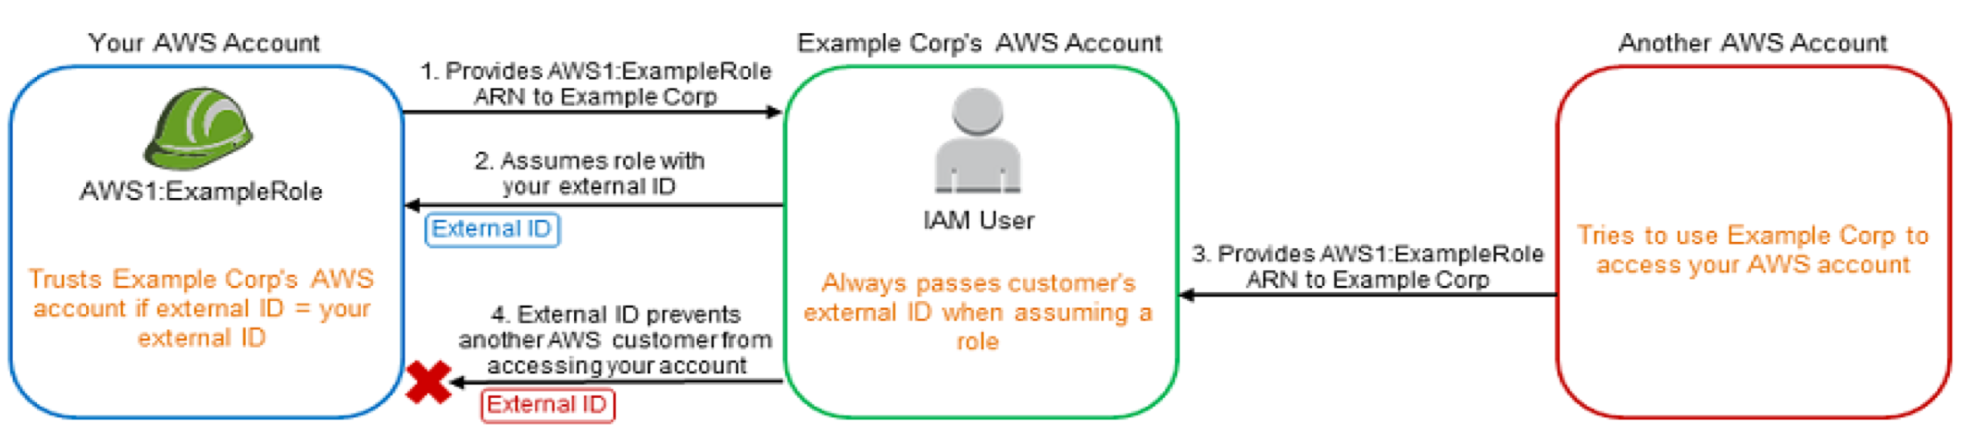 Your AWS Account
AWS1:ExampleRole
Trusts Example Corp's AWS
account if external ID = your
external ID
1. Provides AWS1:ExampleRole
ARN to Example Corp
2. Assumes role with
your external ID
External ID
4. External ID prevents
another AWS customer from
accessing your account
External ID
Example Corp's AWS Account
IAM User
Always passes customer's
external ID when assuming a
role
3. Provides AWS1:ExampleRole
ARN to Example Corp
Another AWS Account
Tries to use Example Corp to
access your AWS account